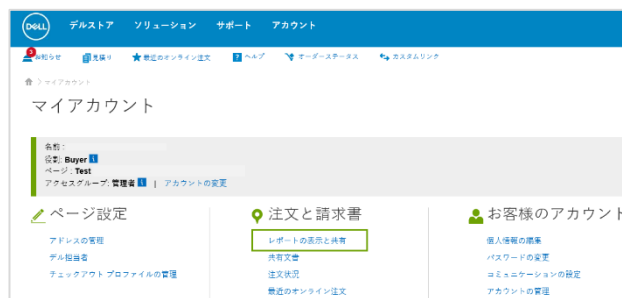 DELL デルストア ソリューション サポート アカウント
3 お知らせ 見積り 最近のオンライン注文 ? ヘルプ オーダーステータス カスタムリンク
> マイアカウント
マイアカウント
名前 :
役割: Buyer i
ページ : Test
アクセスグループ: 管理者 i | アカウントの変更
ページ設定 注文と請求書 お客様のアカウント
アドレスの管理 レポートの表示と共有 個人情報の編集
デル担当者 共有文書 パスワードの変更
チェックアウト プロファイルの管理 注文状況 コミュニケーションの設定
最近のオンライン注文 アカウントの管理